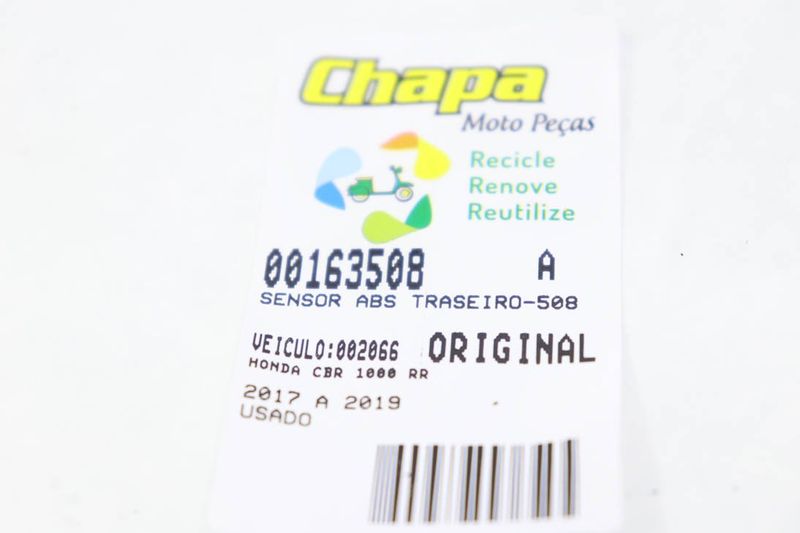 Chapa
Moto Peças
Recicle
Renove
Reutilize
00163508 A
SENSOR ABS TRASEIRO-508
VEICULO:002066 ORIGINAL
HONDA CBR 1000 RR
2017 A 2019
USADO